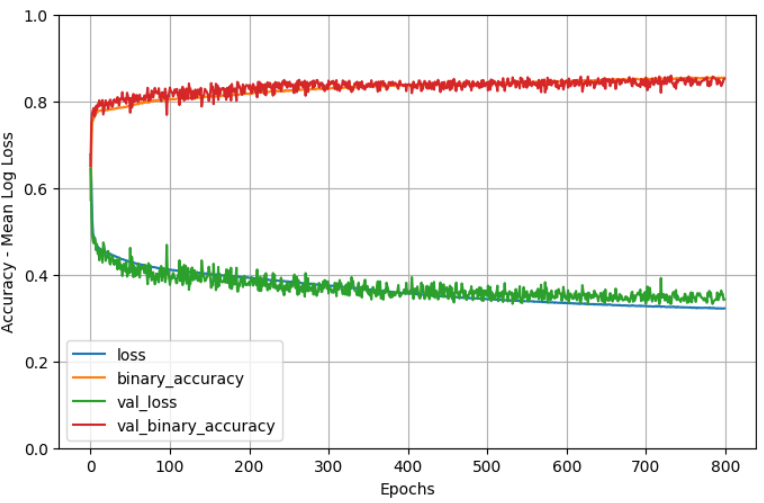 1.0
0.8
0.6
0.4
0.2
0.0
Accuracy - Mean Log Loss
loss
binary_accuracy
val_loss
val_binary_accuracy
0 100 200 300 400 500 600 700 800
Epochs